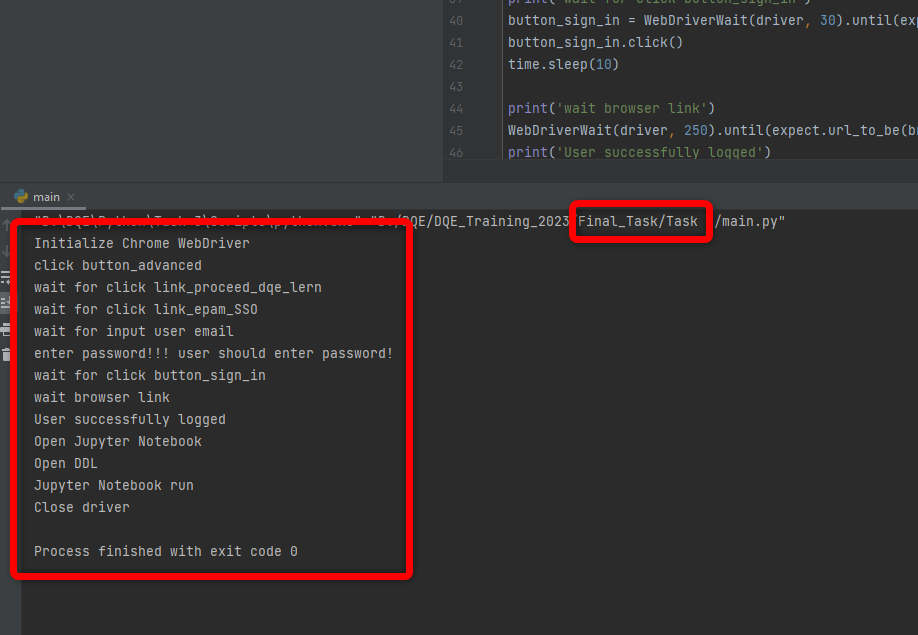 39 print('wait for click button_sign_in')
40 button_sign_in = WebDriverWait(driver, 30).until(exp
41 button_sign_in.click()
42 time.sleep(10)
43
44 print('wait browser link')
45 WebDriverWait(driver, 250).until(expect.url_to_be(br
46 print('User successfully logged')
main
DQE/DQE_Training_2023/Final_Task/Task /main.py"
Initialize Chrome WebDriver
click button_advanced
wait for click link_proceed_dqe_lern
wait for click link_epam_SSO
wait for input user email
enter password!!! user should enter password!
wait for click button_sign_in
wait browser link
User successfully logged
Open Jupyter Notebook
Open DDL
Jupyter Notebook run
Close driver
Process finished with exit code 0